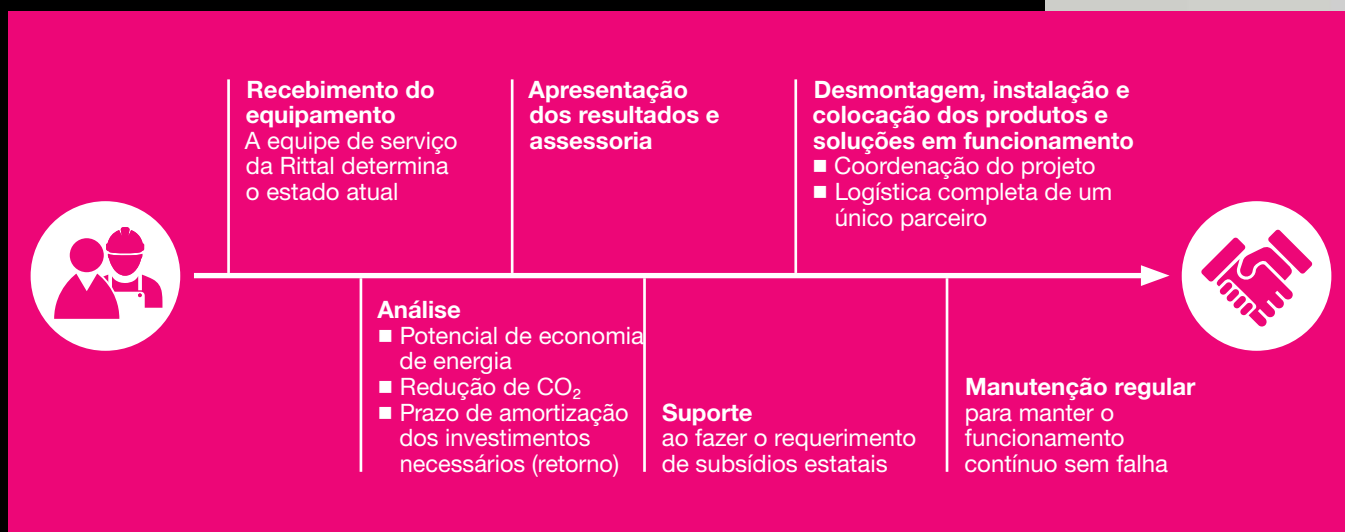 Recebimento do
equipamento
A equipe de serviço
da Rittal determina
o estado atual
Análise
■ Potencial de economia
de energia
■ Redução de CO₂
■ Prazo de amortização
dos investimentos
necessários (retorno)
Apresentação
dos resultados e
assessoria
Suporte
ao fazer o requerimento
de subsídios estatais
Desmontagem, instalação e
colocação dos produtos e
soluções em funcionamento
■ Coordenação do projeto
■ Logística completa de um
único parceiro
Manutenção regular
para manter o
funcionamento
contínuo sem falha